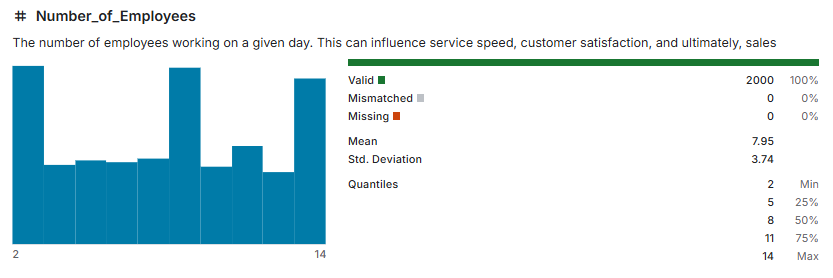 # Number_of_Employees
The number of employees working on a given day. This can influence service speed, customer satisfaction, and ultimately, sales
Valid 2000 100%
Mismatched 0 0%
Missing 0 0%
Mean 7.95
Std. Deviation 3.74
Quantiles 2 Min
5 25%
8 50%
11 75%
14 Max
2 14